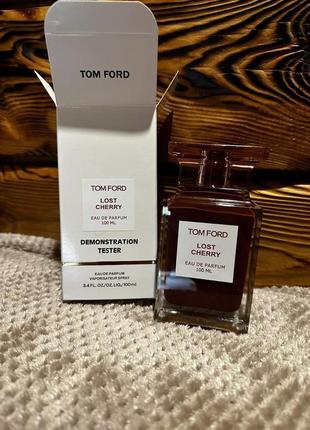 TOM FORD
TOM FORD
LOST
CHERRY
EAU DE PARFUM
100 ML
DEMONSTRATION
TESTER
EAU DE PARFUM
VAPORISATEUR SPRAY
3.4 FL. OZ./OZ. LIQ./100ml
TOM FORD
LOST
CHERRY
EAU DE PARFUM
100 ML